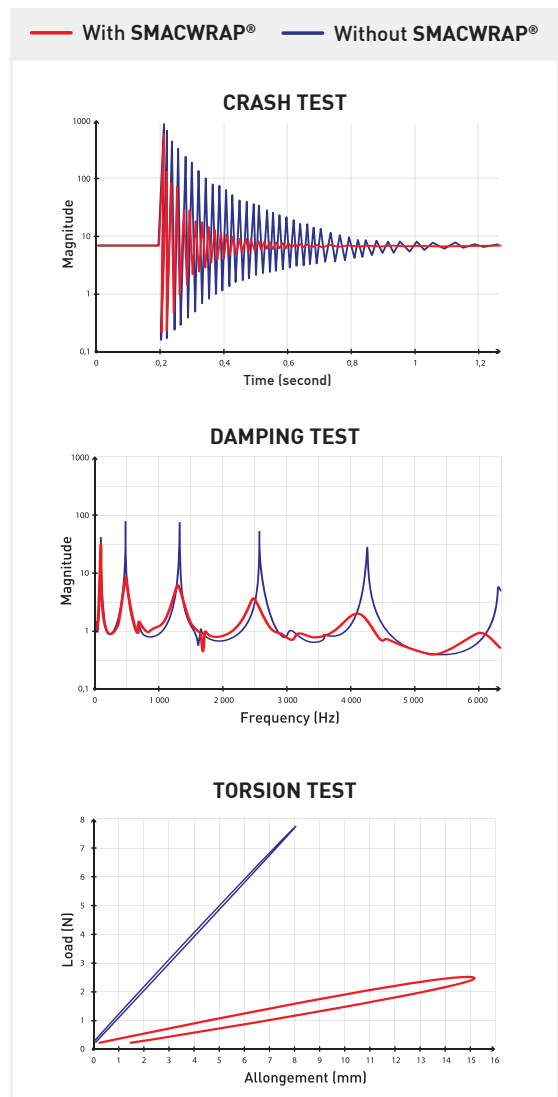 With SMACWRAP® Without SMACWRAP®
CRASH TEST
Magnitude
1000
100
10
1
0,1
0 0,2 0,4 0,6 0,8 1 1,2
Time (second)
DAMPING TEST
Magnitude
1000
100
10
1
0,1
0 1 000 2 000 3 000 4 000 5 000 6 000
Frequency (Hz)
TORSION TEST
Load (N)
8
7
6
5
4
3
2
1
0
0 1 2 3 4 5 6 7 8 9 10 11 12 13 14 15 16
Allongement (mm)